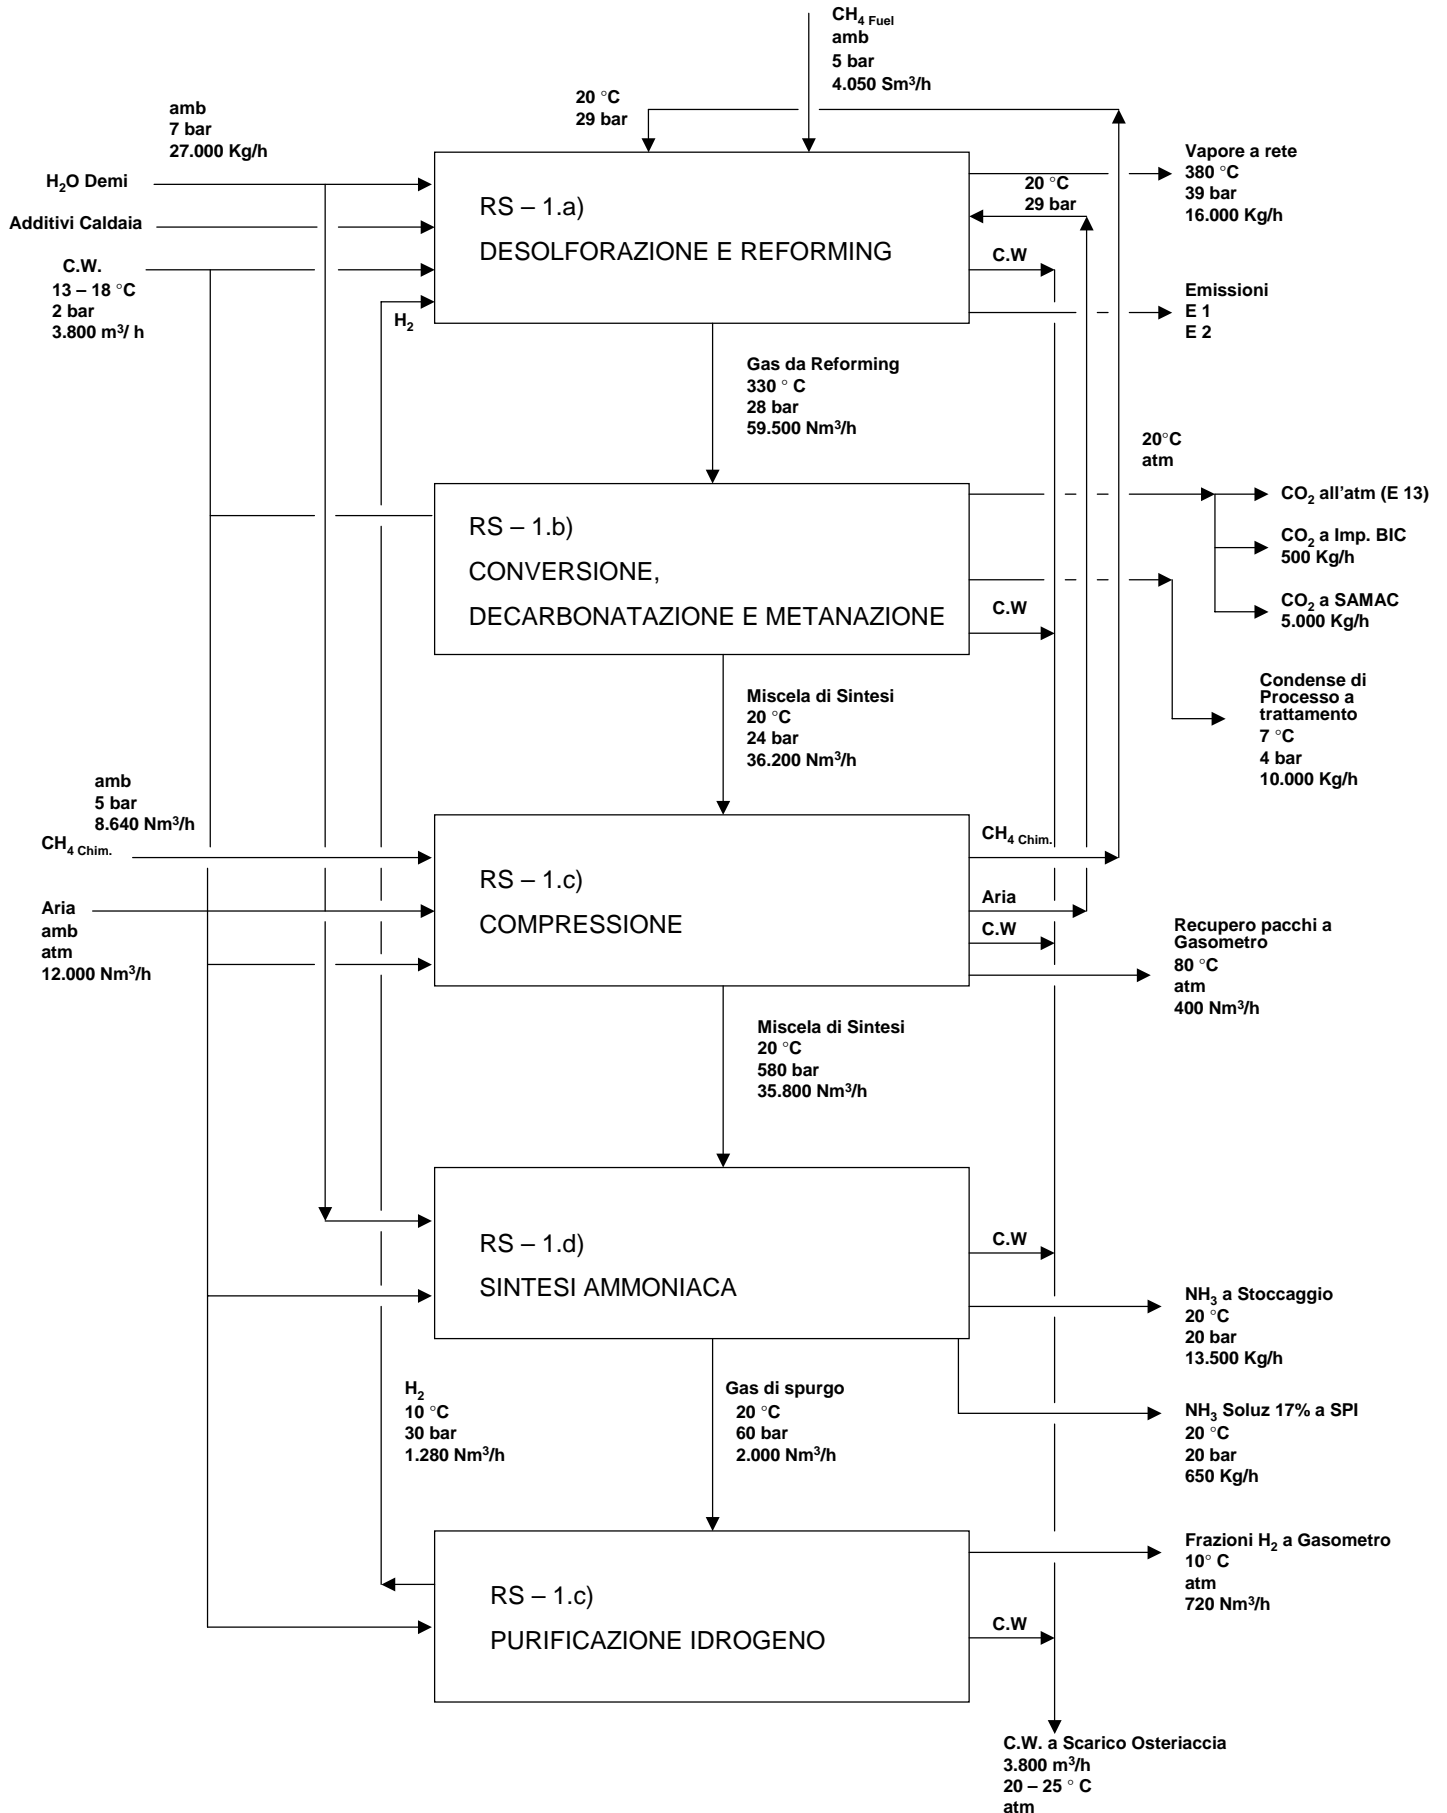 CH4 Fuel
amb
5 bar
4.050 Sm3/h
20 °C
29 bar
amb
7 bar
27.000 Kg/h
H2O Demi
Additivi Caldaia
C.W.
13 – 18 °C
2 bar
3.800 m3/ h
H2
RS – 1.a)
DESOLFORAZIONE E REFORMING
20 °C
29 bar
C.W
Vapore a rete
380 °C
39 bar
16.000 Kg/h
Emissioni
E 1
E 2
Gas da Reforming
330 ° C
28 bar
59.500 Nm3/h
20°C
atm
RS – 1.b)
CONVERSIONE,
DECARBONATAZIONE E METANAZIONE
C.W
CO2 all'atm (E 13)
CO2 a Imp. BIC
500 Kg/h
CO2 a SAMAC
5.000 Kg/h
Condense di
Processo a
trattamento
7 °C
4 bar
10.000 Kg/h
Miscela di Sintesi
20 °C
24 bar
36.200 Nm3/h
amb
5 bar
8.640 Nm3/h
CH4 Chim.
Aria
amb
atm
12.000 Nm3/h
RS – 1.c)
COMPRESSIONE
CH4 Chim.
Aria
C.W
Recupero pacchi a
Gasometro
80 °C
atm
400 Nm3/h
Miscela di Sintesi
20 °C
580 bar
35.800 Nm3/h
RS – 1.d)
SINTESI AMMONIACA
C.W
NH3 a Stoccaggio
20 °C
20 bar
13.500 Kg/h
NH3 Soluz 17% a SPI
20 °C
20 bar
650 Kg/h
H2
10 °C
30 bar
1.280 Nm3/h
Gas di spurgo
20 °C
60 bar
2.000 Nm3/h
RS – 1.c)
PURIFICAZIONE IDROGENO
C.W
Frazioni H2 a Gasometro
10° C
atm
720 Nm3/h
C.W. a Scarico Osteriaccia
3.800 m3/h
20 – 25 ° C
atm